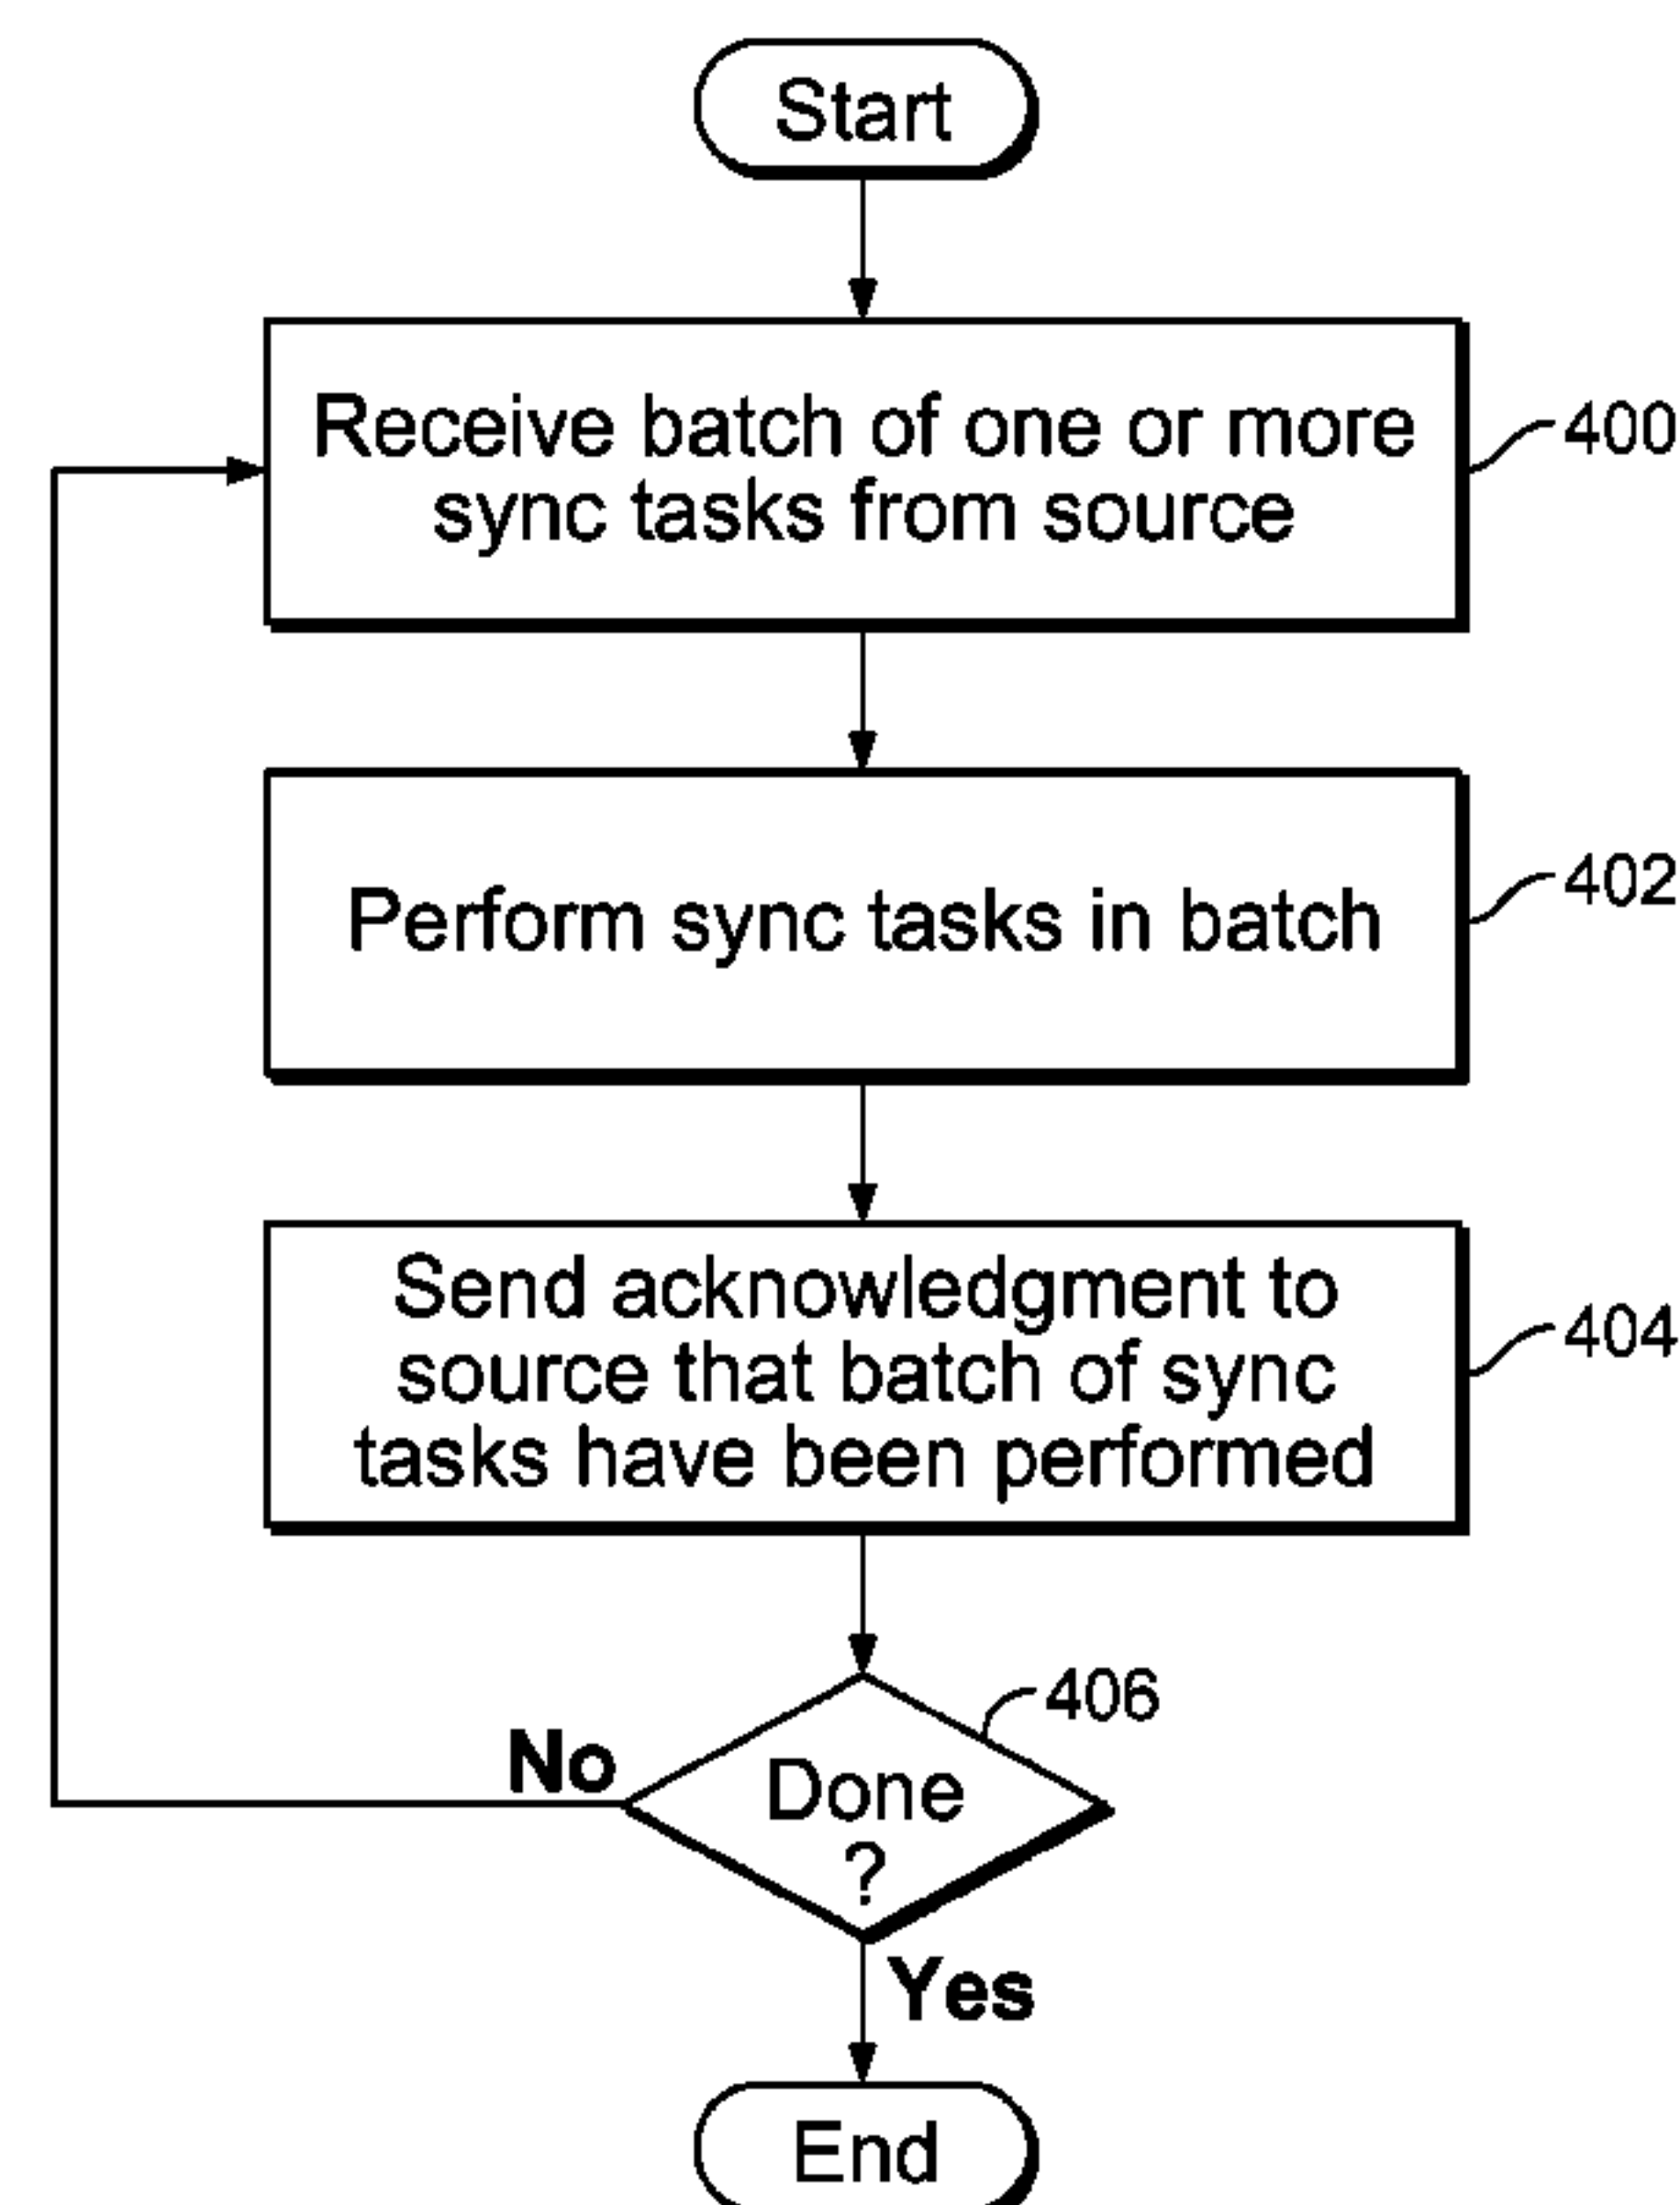 Start
Receive batch of one or more
sync tasks from source
400
Perform sync tasks in batch
402
Send acknowledgment to
source that batch of sync
tasks have been performed
404
406
No
Done
?
Yes
End